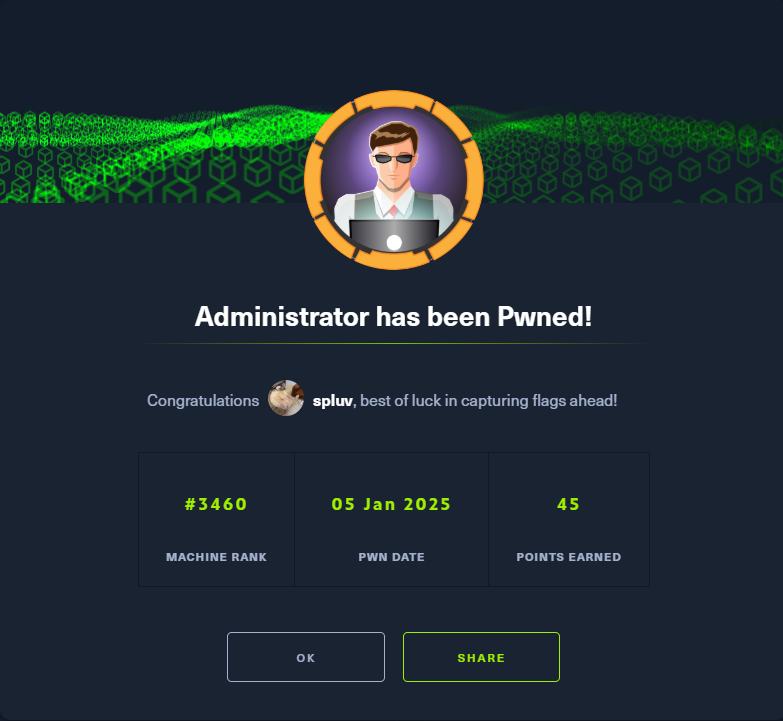 Administrator has been Pwned!
Congratulations spluv, best of luck in capturing flags ahead!
#3460 05 Jan 2025 45
MACHINE RANK PWN DATE POINTS EARNED
OK SHARE